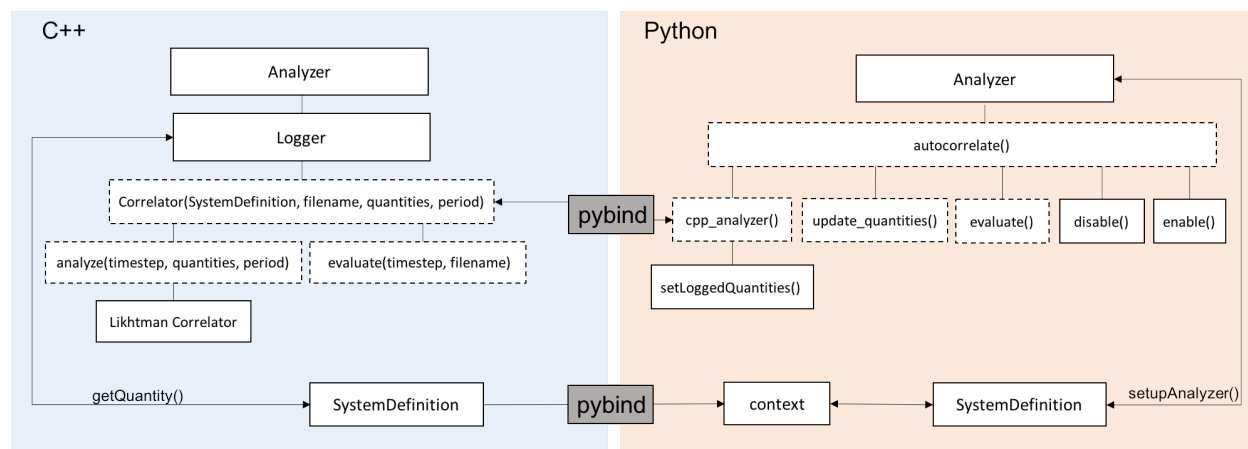 C++
Python
Analyzer
Analyzer
Logger
autocorrelate()
Correlator(SystemDefinition, filename, quantities, period)
pybind
cpp_analyzer()
update_quantities()
evaluate()
disable()
enable()
analyze(timestep, quantities, period)
evaluate(timestep, filename)
setLoggedQuantities()
Likhtman Correlator
getQuantity()
SystemDefinition
pybind
context
SystemDefinition
setupAnalyzer()